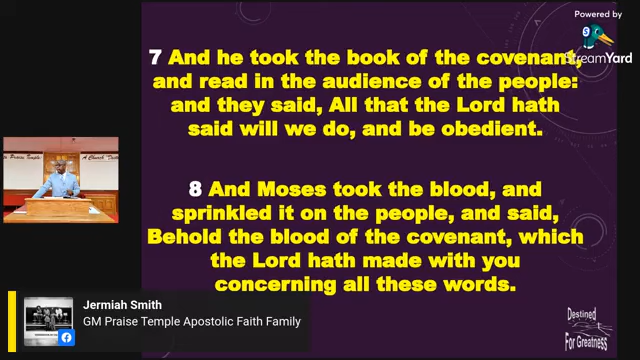 Powered by
StreamYard
7 And he took the book of the covenant,
and read in the audience of the people:
and they said, All that the Lord hath
said will we do, and be obedient.
8 And Moses took the blood, and
sprinkled it on the people, and said,
Behold the blood of the covenant, which
the Lord hath made with you
concerning all these words.
Jermiah Smith
GM Praise Temple Apostolic Faith Family
Destined
For Greatness